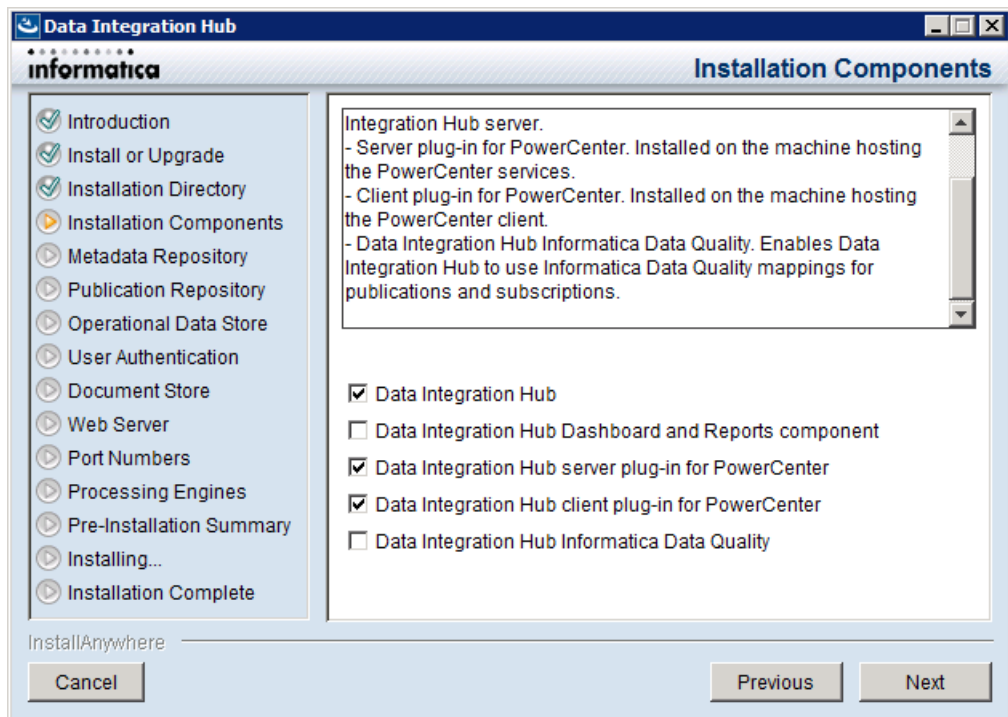 Data Integration Hub
informatica
Installation Components
Introduction
Install or Upgrade
Installation Directory
Installation Components
Metadata Repository
Publication Repository
Operational Data Store
User Authentication
Document Store
Web Server
Port Numbers
Processing Engines
Pre-Installation Summary
Installing...
Installation Complete
Integration Hub server.
- Server plug-in for PowerCenter. Installed on the machine hosting
the PowerCenter services.
- Client plug-in for PowerCenter. Installed on the machine hosting
the PowerCenter client.
- Data Integration Hub Informatica Data Quality. Enables Data
Integration Hub to use Informatica Data Quality mappings for
publications and subscriptions.
Data Integration Hub
Data Integration Hub Dashboard and Reports component
Data Integration Hub server plug-in for PowerCenter
Data Integration Hub client plug-in for PowerCenter
Data Integration Hub Informatica Data Quality
InstallAnywhere
Cancel
Previous
Next